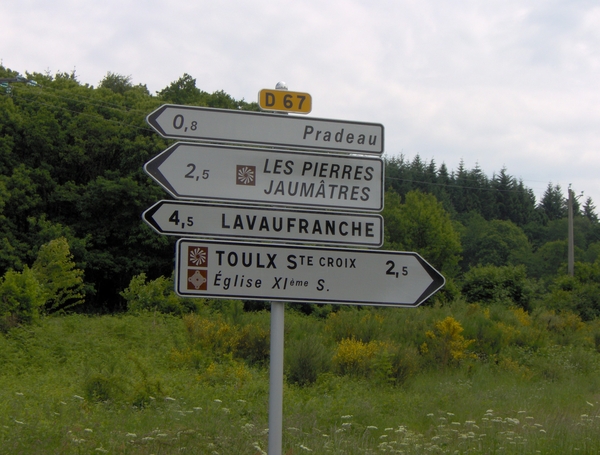 D 67
0,8 Pradeau
2,5 LES PIERRES
JAUMÂTRES
4,5 LAVAUFRANCHE
TOULX STE CROIX 2,5
Église XIème S.